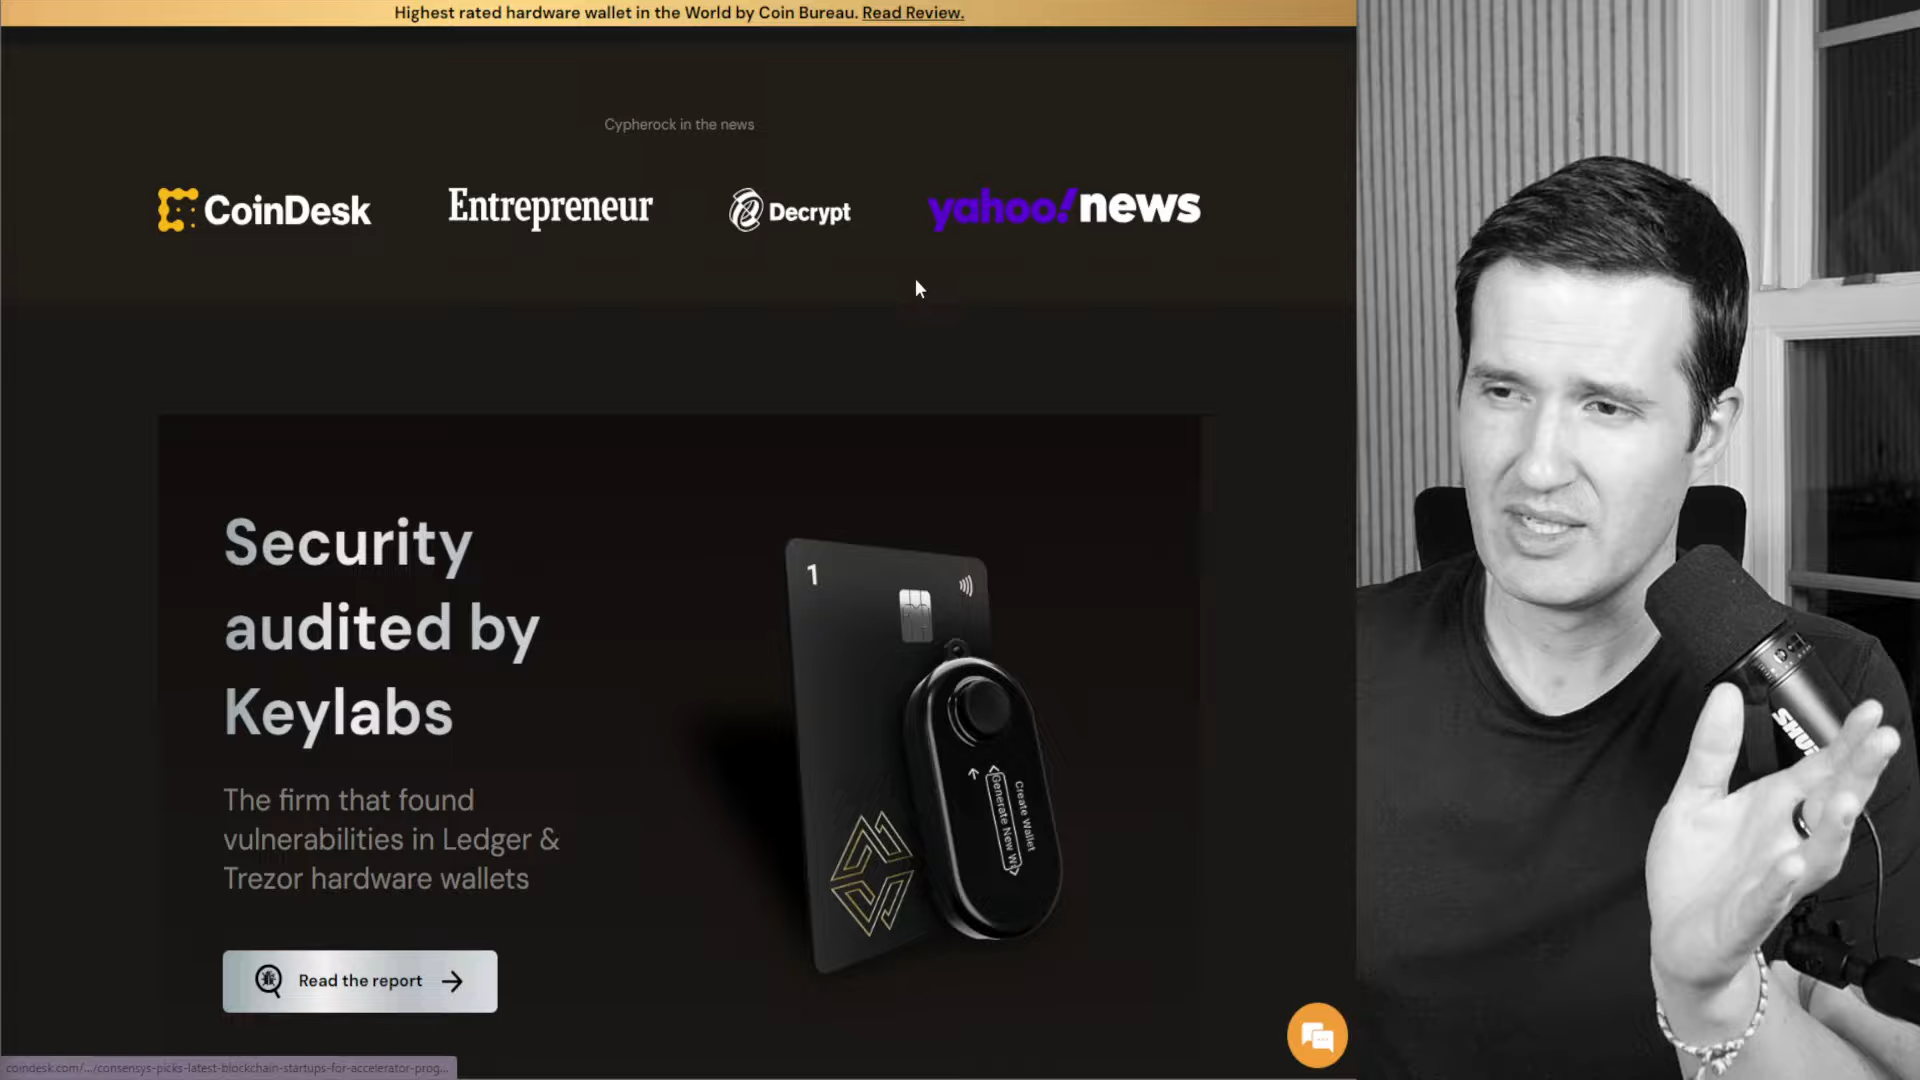 Highest rated hardware wallet in the World by Coin Bureau. Read Review.
Cypherock in the news
CoinDesk
Entrepreneur
Decrypt
yahoo!news
Security
audited by
Keylabs
The firm that found
vulnerabilities in Ledger &
Trezor hardware wallets
Read the report
1
Create Wallet
Generate New W
SHU
coindesk.com/.../consensys-picks-latest-blockchain-startups-for-accelerator-prog...